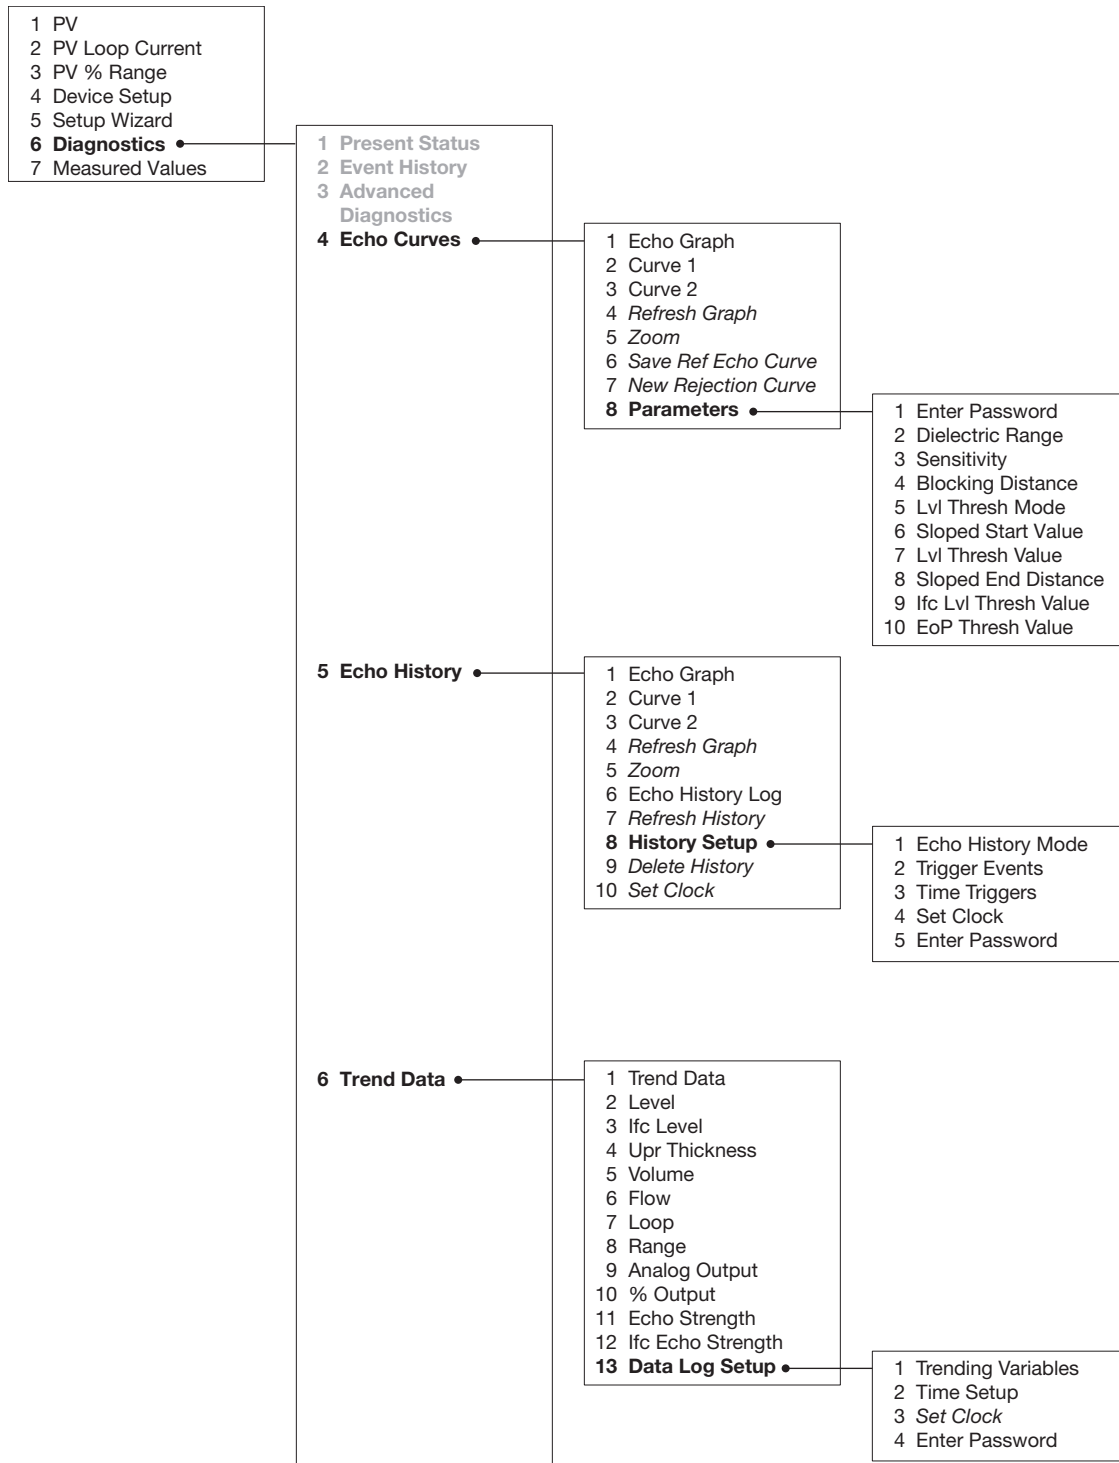 1 PV
2 PV Loop Current
3 PV % Range
4 Device Setup
5 Setup Wizard
6 Diagnostics
7 Measured Values
1 Present Status
2 Event History
3 Advanced
Diagnostics
4 Echo Curves
1 Echo Graph
2 Curve 1
3 Curve 2
4 Refresh Graph
5 Zoom
6 Save Ref Echo Curve
7 New Rejection Curve
8 Parameters
1 Enter Password
2 Dielectric Range
3 Sensitivity
4 Blocking Distance
5 Lvl Thresh Mode
6 Sloped Start Value
7 Lvl Thresh Value
8 Sloped End Distance
9 Ifc Lvl Thresh Value
10 EoP Thresh Value
5 Echo History
1 Echo Graph
2 Curve 1
3 Curve 2
4 Refresh Graph
5 Zoom
6 Echo History Log
7 Refresh History
8 History Setup
9 Delete History
10 Set Clock
1 Echo History Mode
2 Trigger Events
3 Time Triggers
4 Set Clock
5 Enter Password
6 Trend Data
1 Trend Data
2 Level
3 Ifc Level
4 Upr Thickness
5 Volume
6 Flow
7 Loop
8 Range
9 Analog Output
10 % Output
11 Echo Strength
12 Ifc Echo Strength
13 Data Log Setup
1 Trending Variables
2 Time Setup
3 Set Clock
4 Enter Password